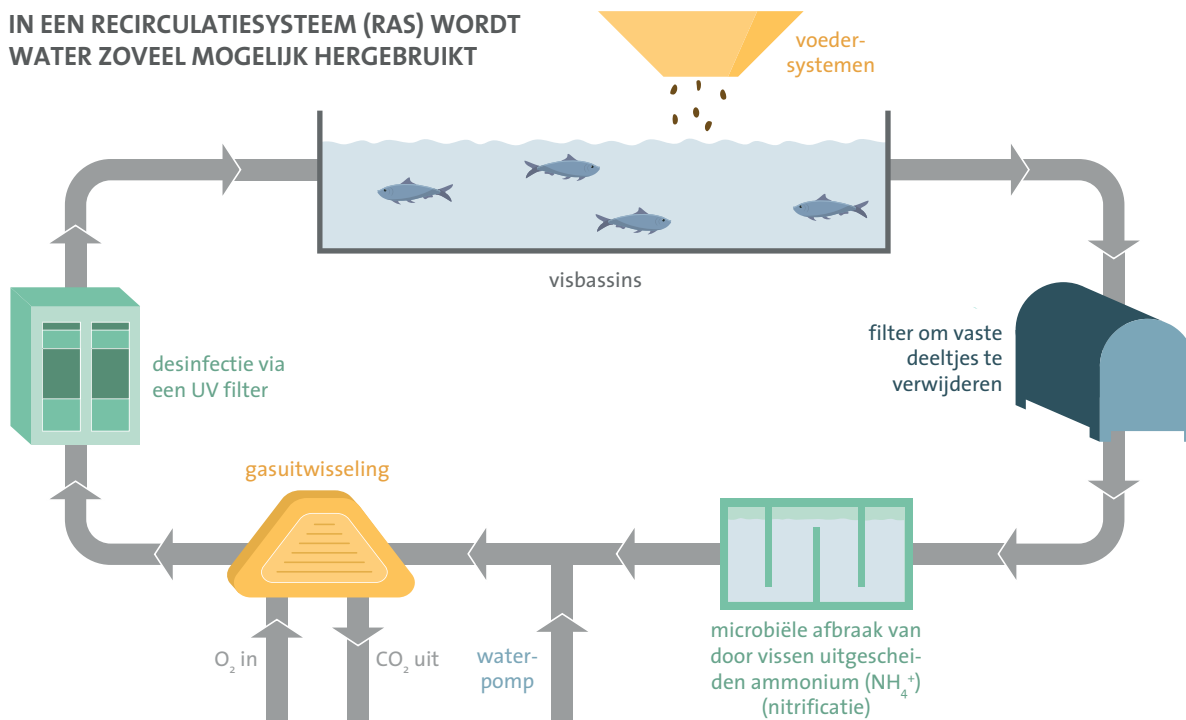 IN EEN RECIRCULATIESYSTEEM (RAS) WORDT
WATER ZOVEEL MOGELIJK HERGEBRUIKT
voeder-
systemen
visbassins
filter om vaste
deeltjes te
verwijderen
desinfectie via
een UV filter
gasuitwisseling
O₂ in
CO₂ uit
water-
pomp
microbiële afbraak van
door vissen uitgeschei-
den ammonium (NH₄⁺)
(nitrificatie)